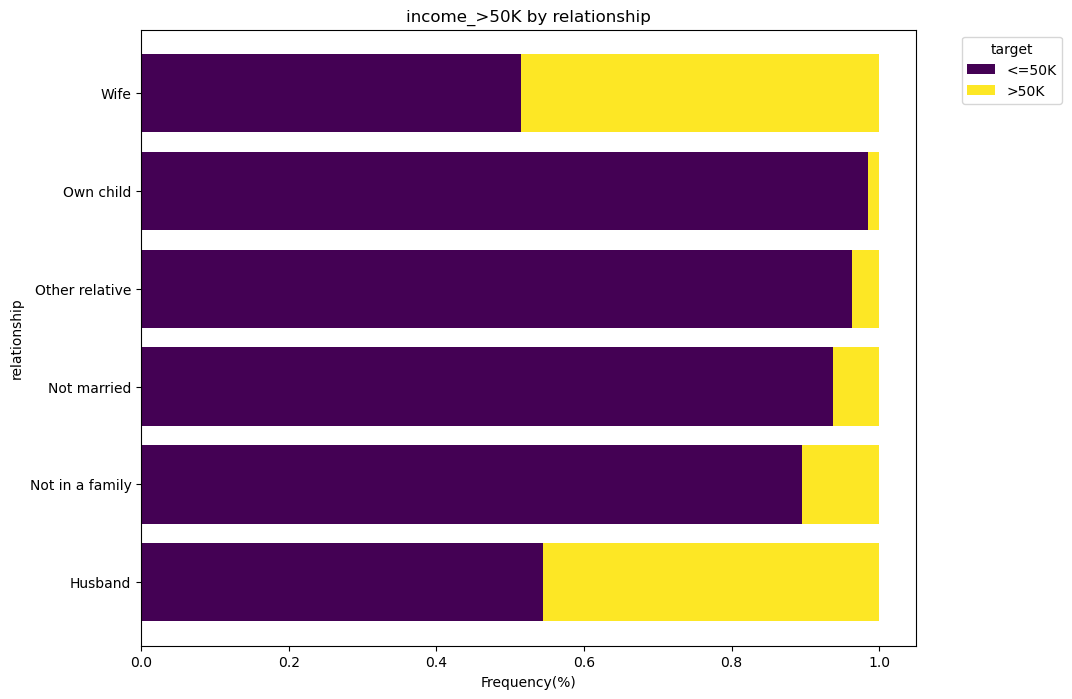 income_>50K by relationship
target
<=50K
>50K
relationship
Wife
Own child
Other relative
Not married
Not in a family
Husband
0.0 0.2 0.4 0.6 0.8 1.0
Frequency(%)